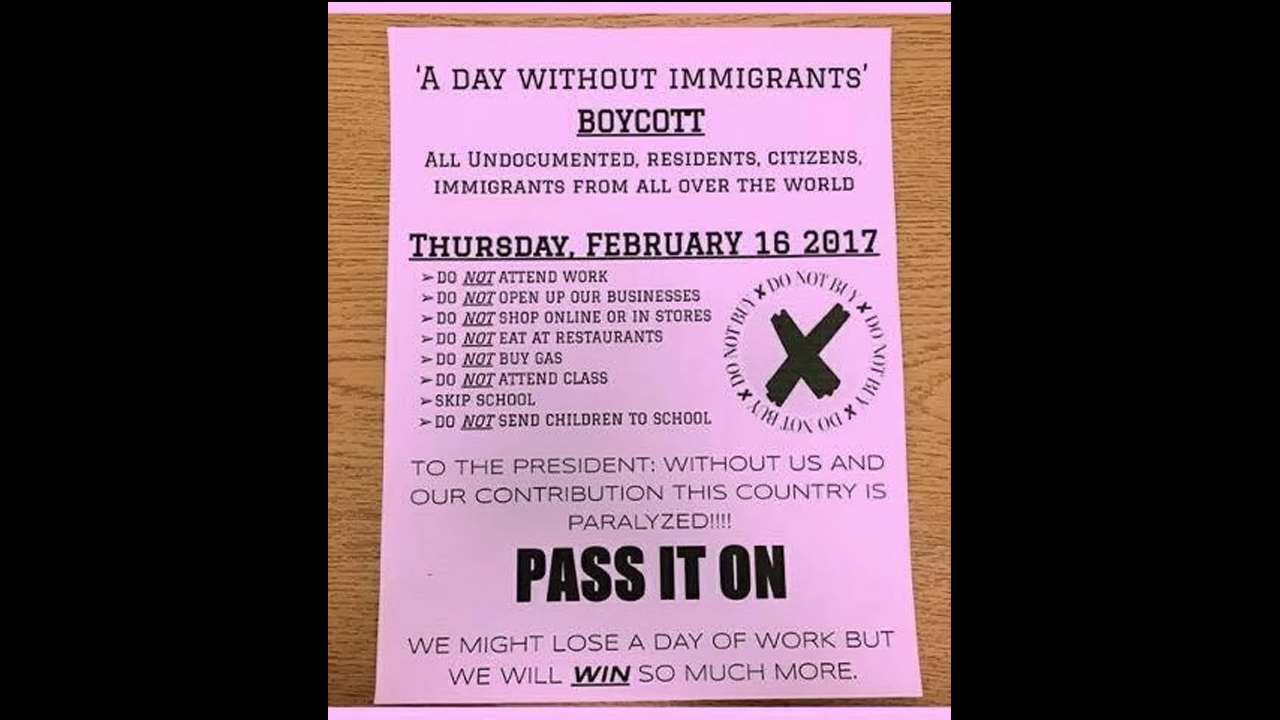 ‘A DAY WITHOUT IMMIGRANTS’
BOYCOTT
ALL UNDOCUMENTED, RESIDENTS, CITIZENS,
IMMIGRANTS FROM ALL OVER THE WORLD
THURSDAY, FEBRUARY 16 2017
➢DO NOT ATTEND WORK
➢DO NOT OPEN UP OUR BUSINESSES
➢DO NOT SHOP ONLINE OR IN STORES
➢DO NOT EAT AT RESTAURANTS
➢DO NOT BUY GAS
➢DO NOT ATTEND CLASS
➢SKIP SCHOOL
➢DO NOT SEND CHILDREN TO SCHOOL
DO NOT BUY X DO NOT BUY X DO NOT BUY X DO NOT BUY X
X
TO THE PRESIDENT: WITHOUT US AND
OUR CONTRIBUTION THIS COUNTRY IS
PARALYZED!!!!
PASS IT ON
WE MIGHT LOSE A DAY OF WORK BUT
WE WILL WIN SO MUCH MORE.